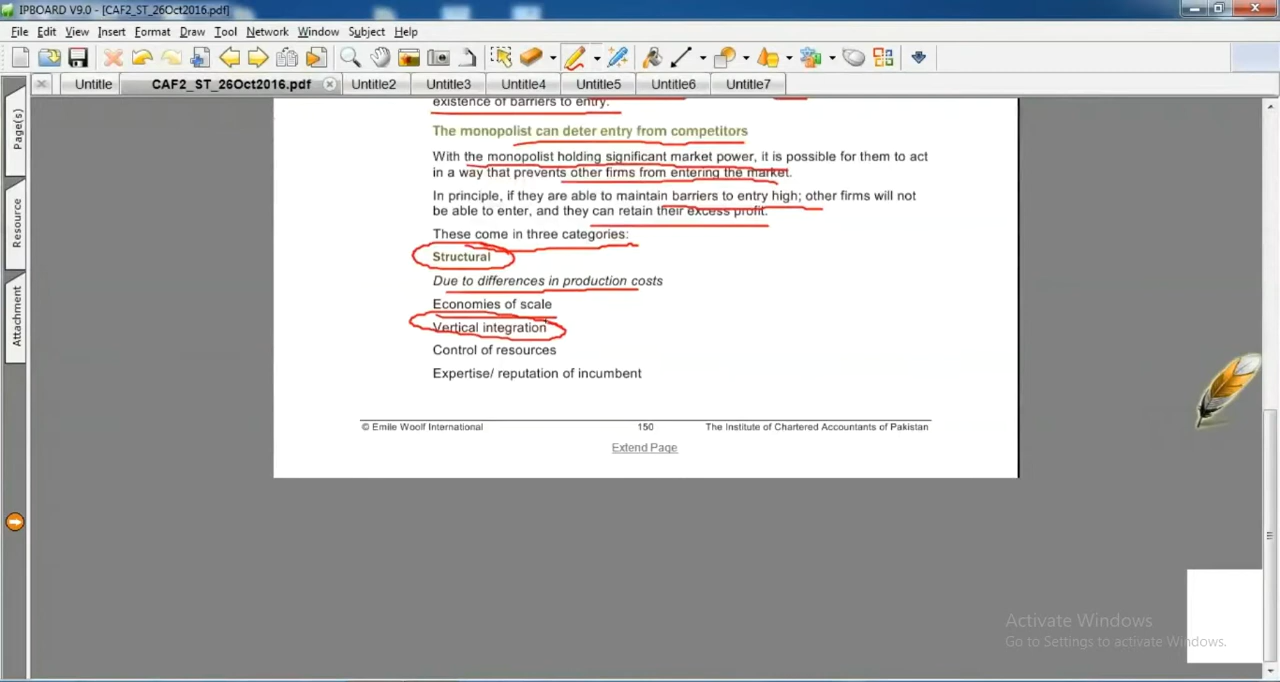 IPBOARD V9.0 - [CAF2_ST_26Oct2016.pdf]
File Edit View Insert Format Draw Tool Network Window Subject Help
Untitle CAF2_ST_26Oct2016.pdf Untitle2 Untitle3 Untitle4 Untitle5 Untitle6 Untitle7
Page(s)
Resource
Attachment
existence of barriers to entry.
The monopolist can deter entry from competitors
With the monopolist holding significant market power, it is possible for them to act
in a way that prevents other firms from entering the market.
In principle, if they are able to maintain barriers to entry high; other firms will not
be able to enter, and they can retain their excess profit.
These come in three categories:
Structural
Due to differences in production costs
Economies of scale
Vertical integration
Control of resources
Expertise/ reputation of incumbent
© Emile Woolf International 150 The Institute of Chartered Accountants of Pakistan
Extend Page
Activate Windows
Go to Settings to activate Windows.